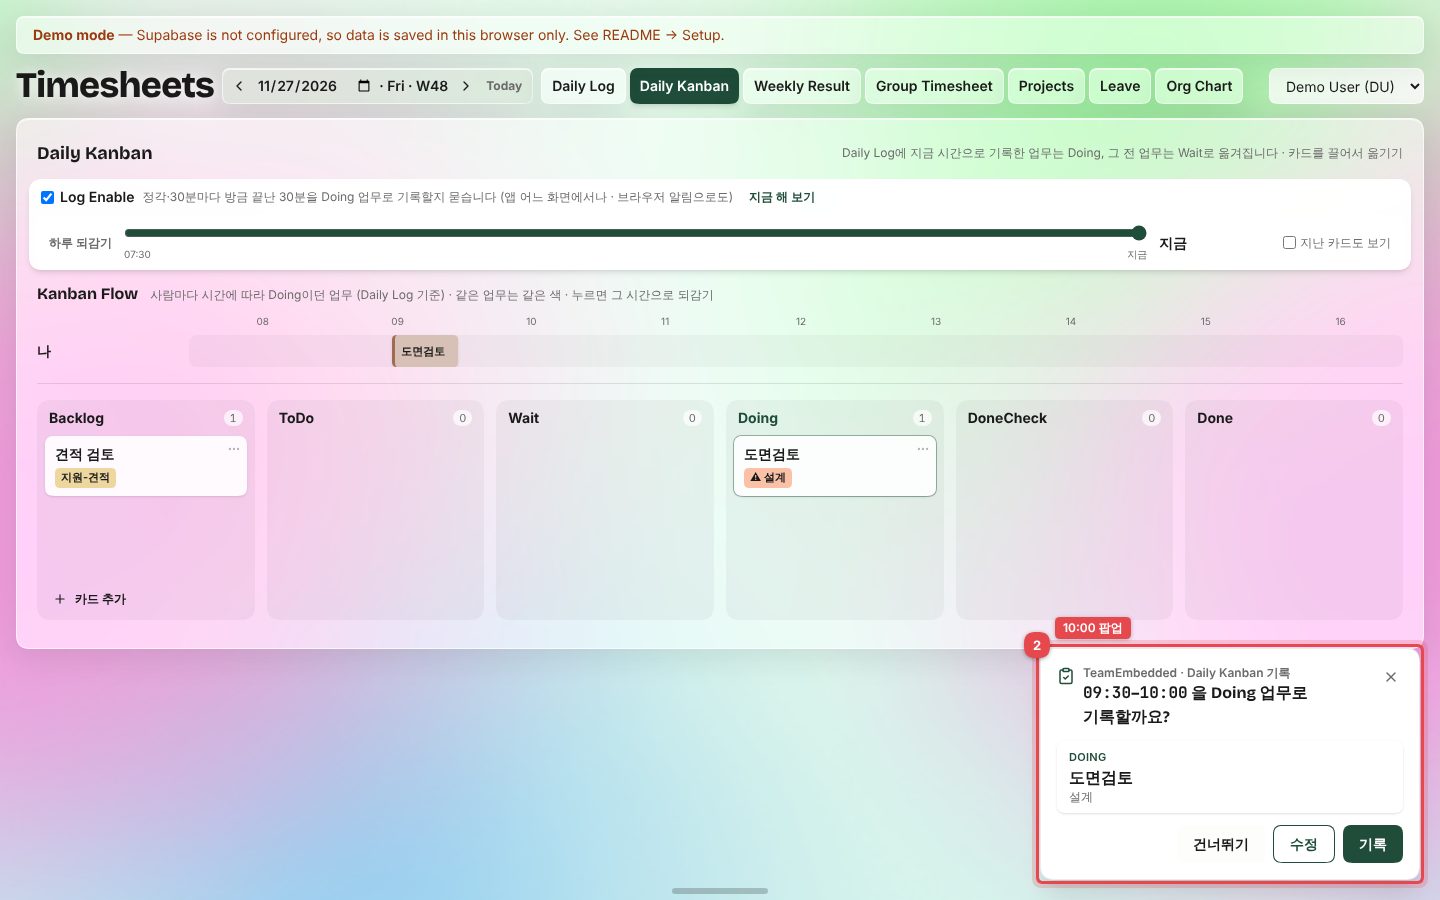 Demo mode — Supabase is not configured, so data is saved in this browser only. See README → Setup.
Timesheets
11/27/2026 · Fri · W48 Today
Daily Log
Daily Kanban
Weekly Result
Group Timesheet
Projects
Leave
Org Chart
Demo User (DU)
Daily Kanban
Daily Log에 지금 시간으로 기록한 업무는 Doing, 그 전 업무는 Wait로 옮겨집니다 · 카드를 끌어서 옮기기
Log Enable 정각·30분마다 방금 끝난 30분을 Doing 업무로 기록할지 묻습니다 (앱 어느 화면에서나 · 브라우저 알림으로도) 지금 해 보기
하루 되감기
07:30
지금
지금
지난 카드도 보기
Kanban Flow 사람마다 시간에 따라 Doing이던 업무 (Daily Log 기준) · 같은 업무는 같은 색 · 누르면 그 시간으로 되감기
08 09 10 11 12 13 14 15 16
나
도면검토
Backlog 1
견적 검토 ...
지원-견적
+ 카드 추가
ToDo 0
Wait 0
Doing 1
도면검토 ...
⚠ 설계
DoneCheck 0
Done 0
10:00 팝업
2
TeamEmbedded · Daily Kanban 기록
09:30–10:00 을 Doing 업무로
기록할까요?
DOING
도면검토
설계
건너뛰기
수정
기록